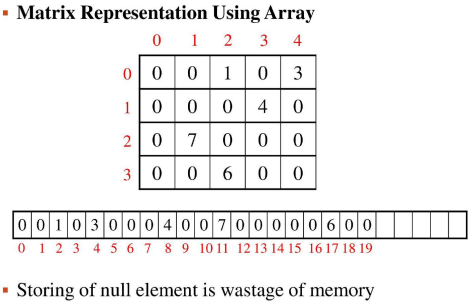 ▪ Matrix Representation Using Array
0 1 2 3 4
0 0 0 1 0 3
1 0 0 0 4 0
2 0 7 0 0 0
3 0 0 6 0 0
0 0 1 0 3 0 0 0 4 0 0 7 0 0 0 0 0 6 0 0
0 1 2 3 4 5 6 7 8 9 10 11 12 13 14 15 16 17 18 19
▪ Storing of null element is wastage of memory